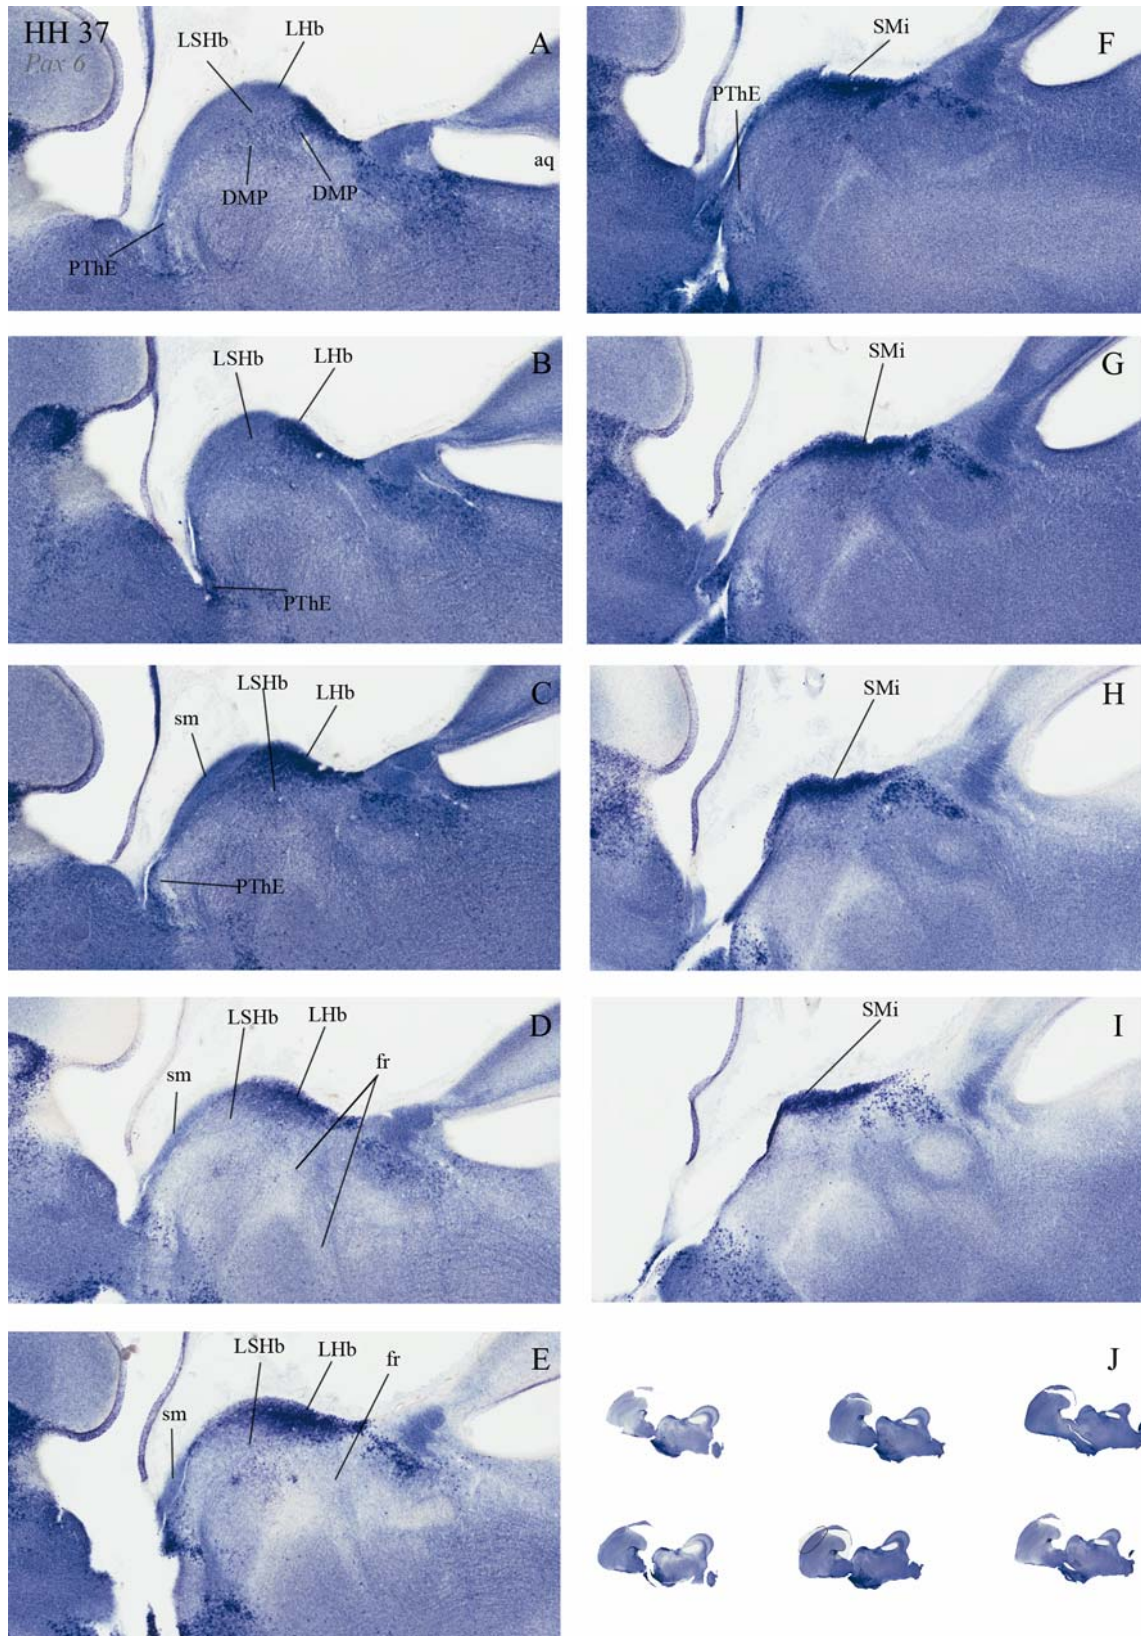 HH 37
Pax 6
LSHb
LHb
A
DMP
DMP
aq
PThE
LSHb
LHb
B
PThE
LSHb
LHb
C
sm
PThE
LSHb
LHb
D
fr
sm
LSHb
LHb
fr
E
sm
SMi
F
PThE
SMi
G
SMi
H
SMi
I
J